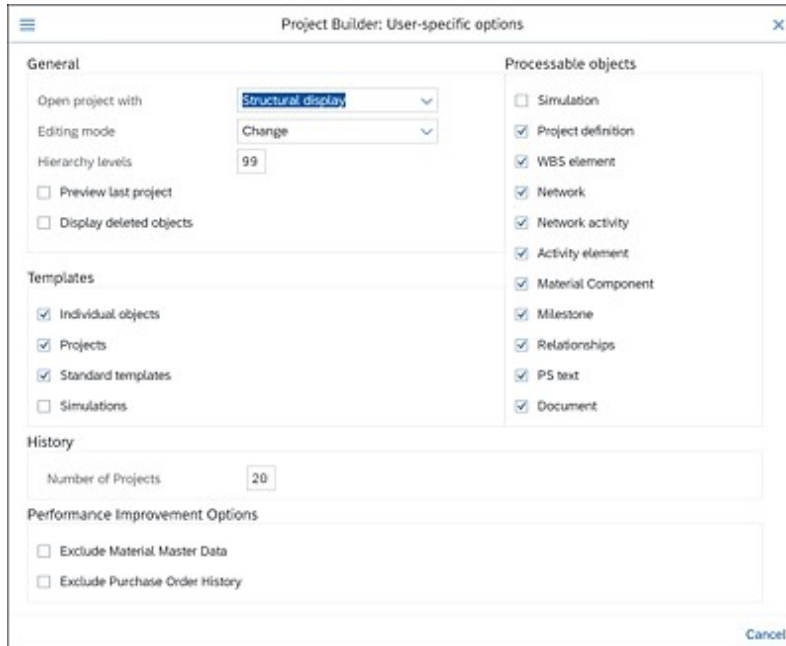 Project Builder: User-specific options
General
Open project with Structural display
Editing mode Change
Hierarchy levels 99
Preview last project
Display deleted objects
Templates
Individual objects
Projects
Standard templates
Simulations
Processable objects
Simulation
Project definition
WBS element
Network
Network activity
Activity element
Material Component
Milestone
Relationships
PS text
Document
History
Number of Projects 20
Performance Improvement Options
Exclude Material Master Data
Exclude Purchase Order History
Cancel